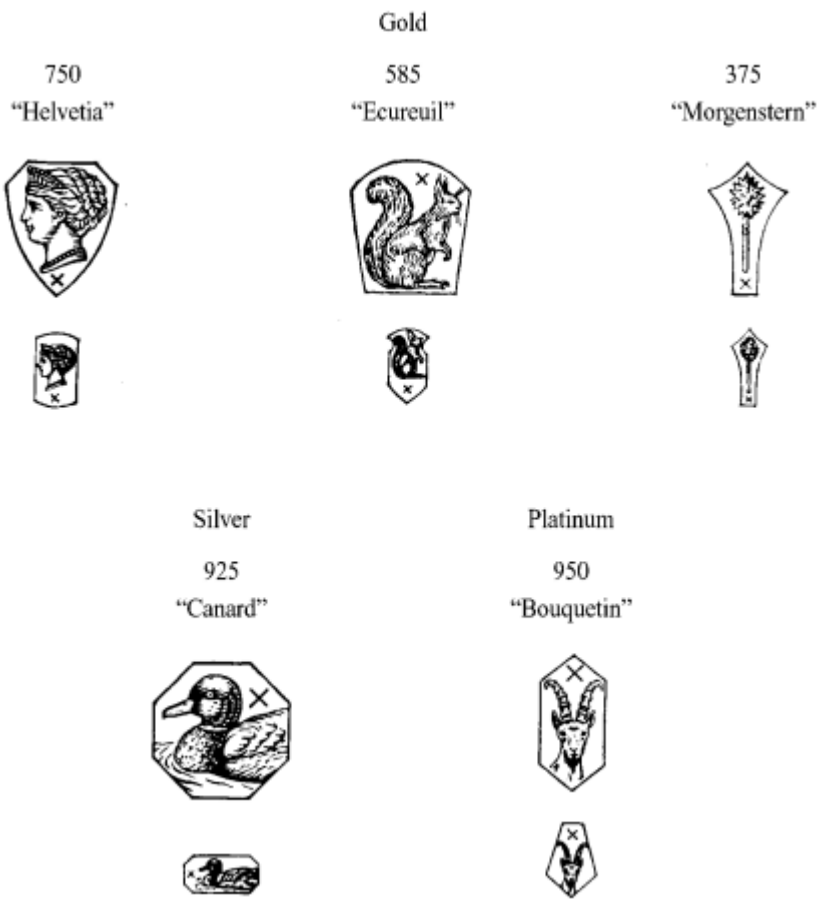 Gold
750 585 375
“Helvetia” “Ecureuil” “Morgenstern”
Silver Platinum
925 950
“Canard” “Bouquetin”